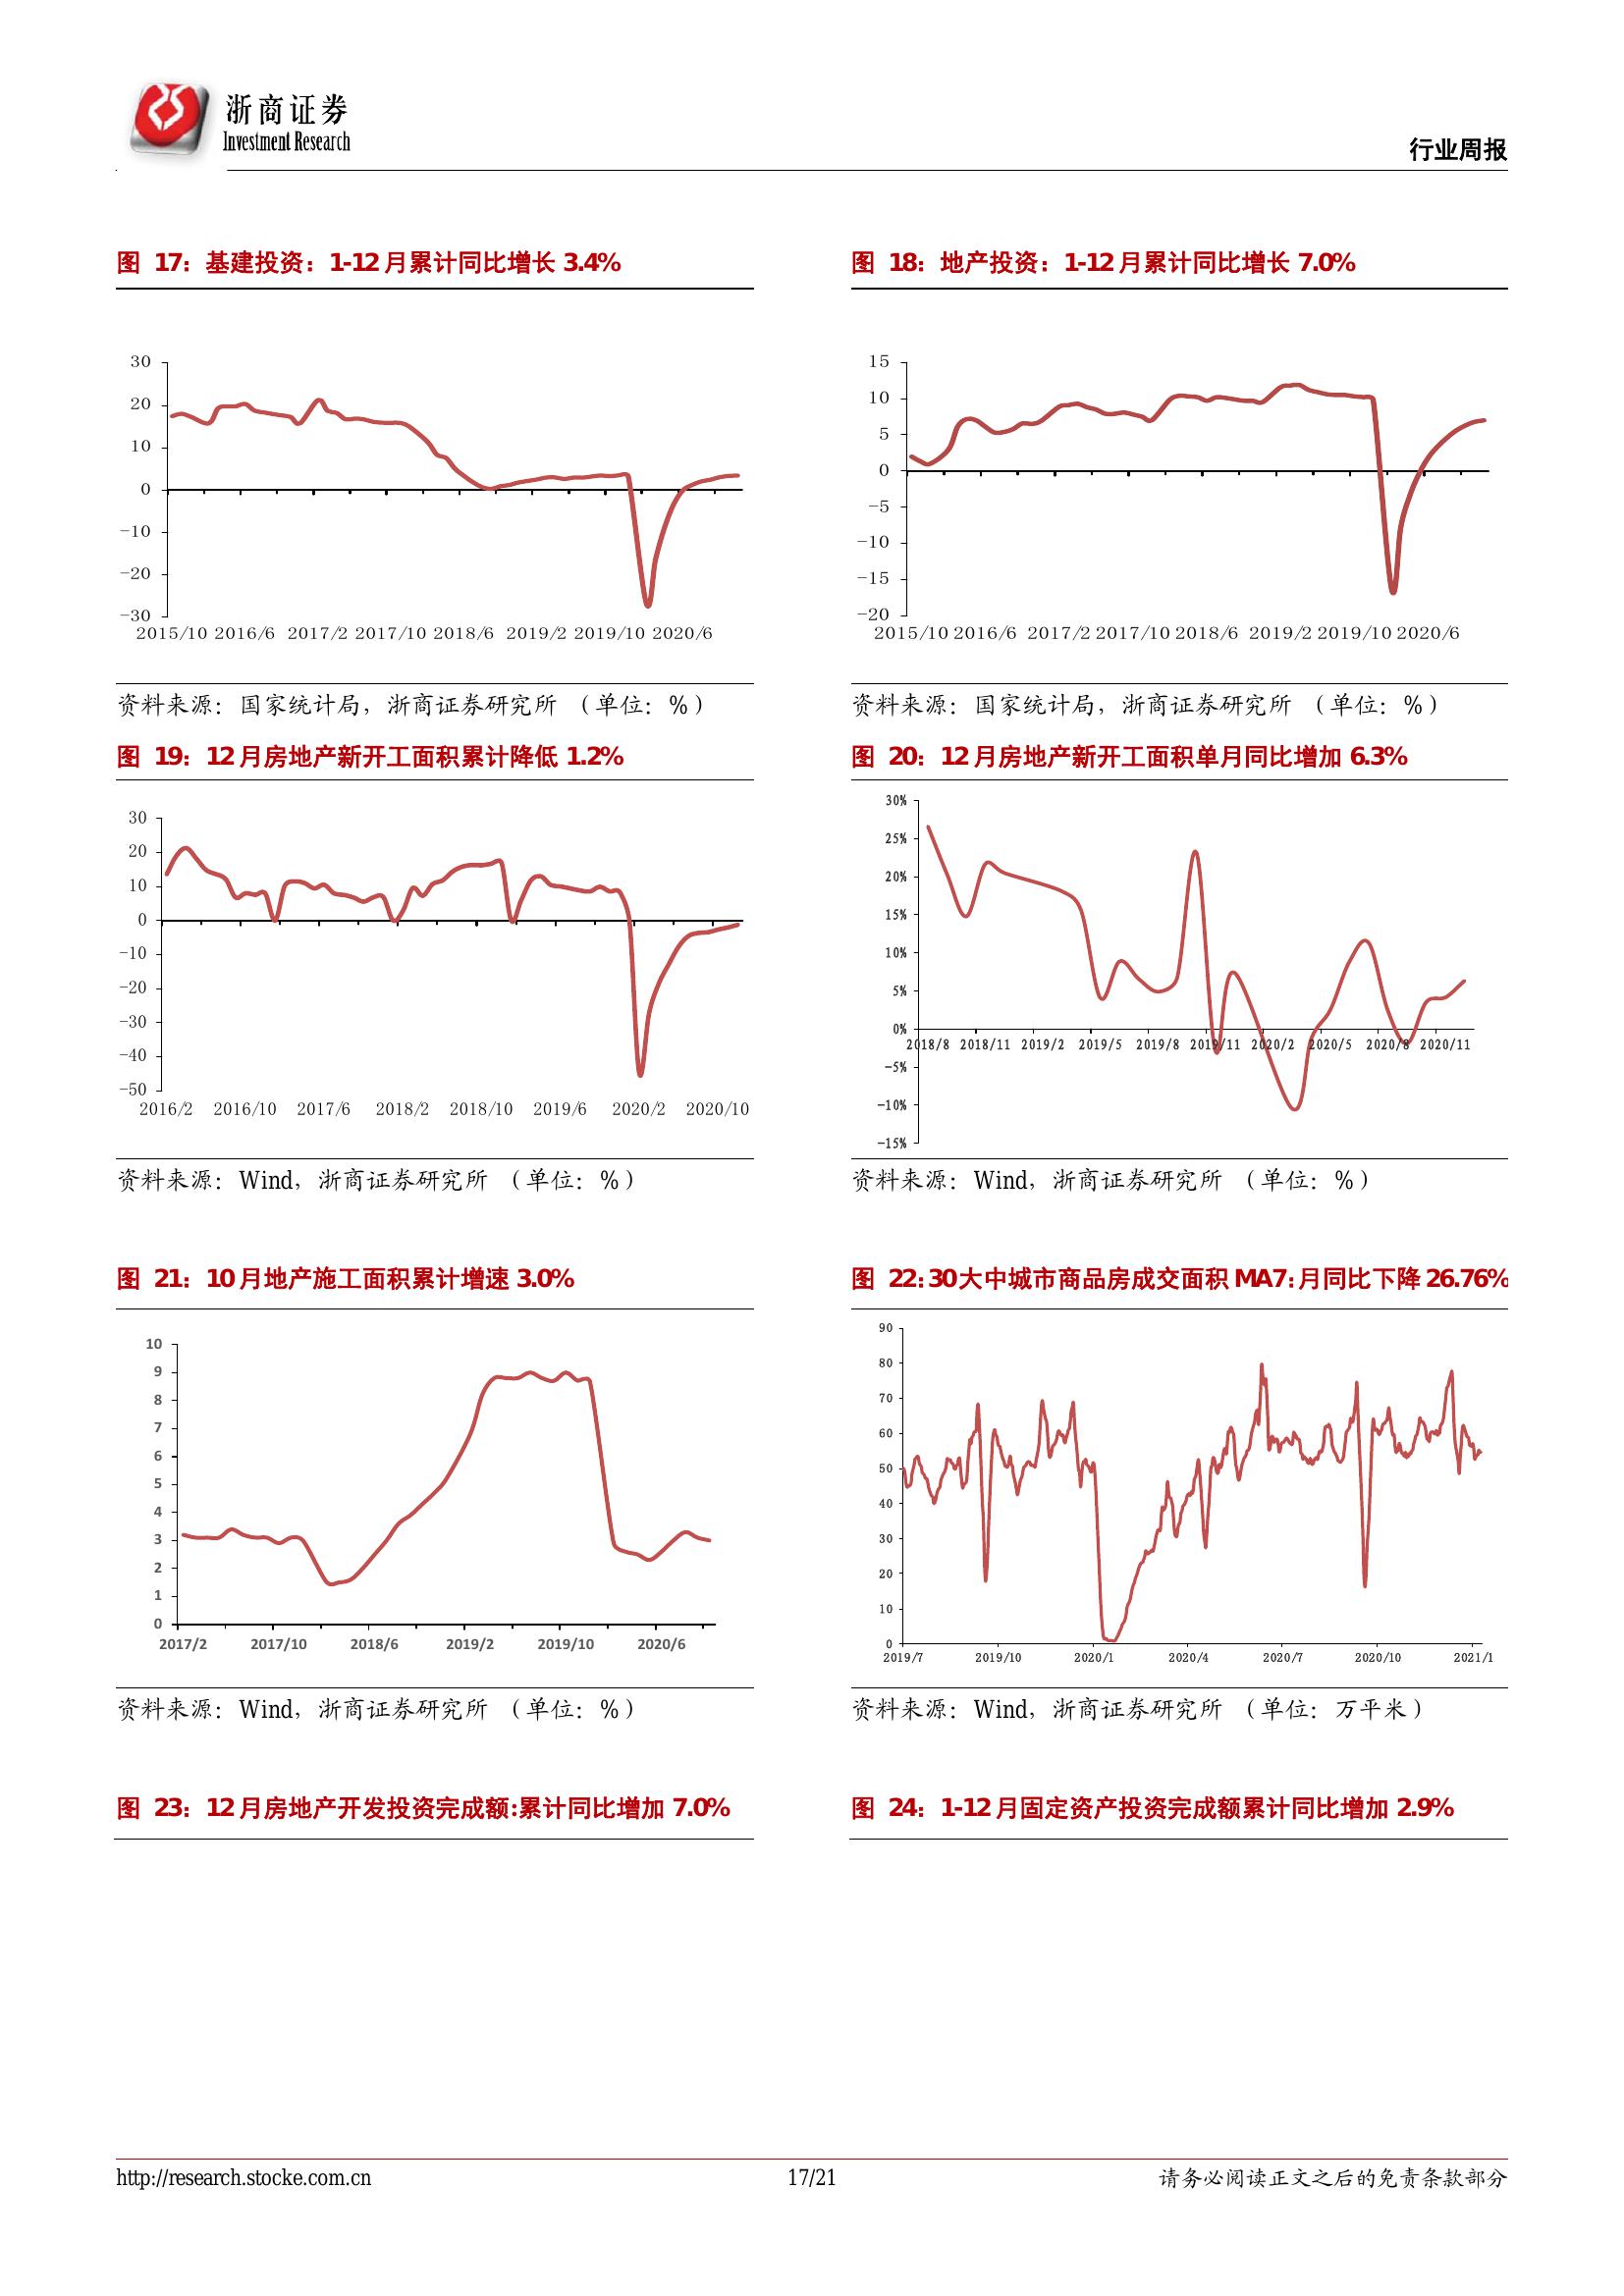 浙商证券
Investment Research
行业周报
图 17：基建投资：1-12 月累计同比增长 3.4%
图 18：地产投资：1-12 月累计同比增长 7.0%
30
20
10
0
-10
-20
-30
2015/10 2016/6 2017/2 2017/10 2018/6 2019/2 2019/10 2020/6
15
10
5
0
-5
-10
-15
-20
2015/10 2016/6 2017/2 2017/10 2018/6 2019/2 2019/10 2020/6
资料来源：国家统计局，浙商证券研究所 （单位：%）
资料来源：国家统计局，浙商证券研究所 （单位：%）
图 19：12 月房地产新开工面积累计降低 1.2%
图 20：12 月房地产新开工面积单月同比增加 6.3%
30
20
10
0
-10
-20
-30
-40
-50
2016/2 2016/10 2017/6 2018/2 2018/10 2019/6 2020/2 2020/10
30%
25%
20%
15%
10%
5%
0%
2018/8 2018/11 2019/2 2019/5 2019/8 2019/11 2020/2 2020/5 2020/8 2020/11
-5%
-10%
-15%
资料来源：Wind，浙商证券研究所 （单位：%）
资料来源：Wind，浙商证券研究所 （单位：%）
图 21：10 月地产施工面积累计增速 3.0%
图 22：30 大中城市商品房成交面积 MA7：月同比下降 26.76%
10
9
8
7
6
5
4
3
2
1
0
2017/2 2017/10 2018/6 2019/2 2019/10 2020/6
90
80
70
60
50
40
30
20
10
0
2019/7 2019/10 2020/1 2020/4 2020/7 2020/10 2021/1
资料来源：Wind，浙商证券研究所 （单位：%）
资料来源：Wind，浙商证券研究所 （单位：万平米）
图 23：12 月房地产开发投资完成额:累计同比增加 7.0%
图 24：1-12 月固定资产投资完成额累计同比增加 2.9%
http://research.stocke.com.cn
17/21
请务必阅读正文之后的免责条款部分